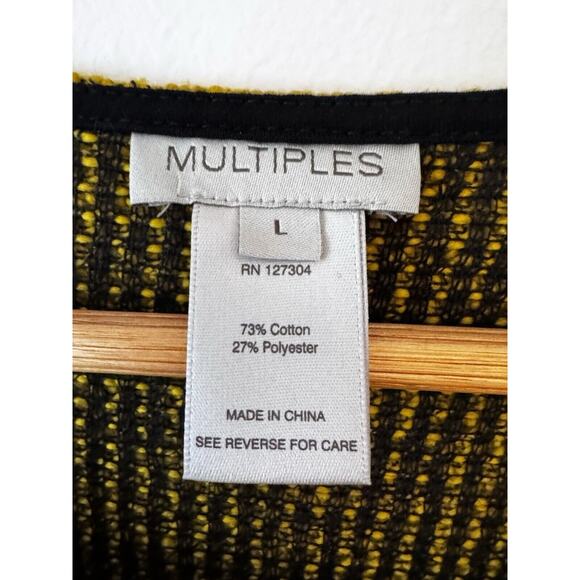 MULTIPLES
L
RN 127304
73% Cotton
27% Polyester
MADE IN CHINA
SEE REVERSE FOR CARE